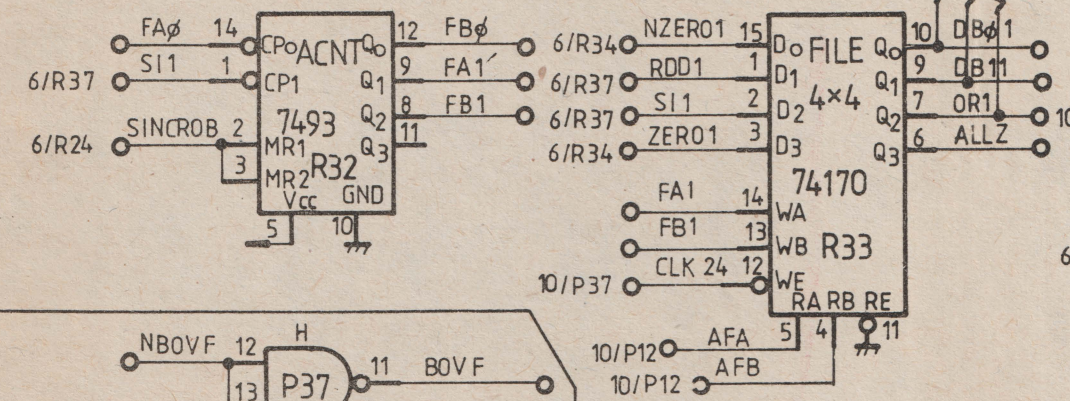 FAø 14 CP0 ACNT Q0 12 FBø
6/R37 SI1 1 CP1 Q1 9 FA1′
7493 Q2 8 FB1
6/R24 SINCROB 2 MR1 Q3 11
3 MR2 R32
Vcc GND
5 10
6/R34 NZERO1 15 D0 FILE Q0 10 DBø1
6/R37 RDD1 1 D1 4×4 Q1 9 DB11
6/R37 SI1 2 D2 Q2 7 OR1 10
6/R34 ZERO1 3 D3 Q3 6 ALLZ
74170
FA1 14 WA
FB1 13 WB R33
10/P37 CLK 24 12 WE
RA RB RE
5 4 11
10/P12 AFA
10/P12 AFB
6
H
NBOVF 12 P37 11 BOVF
13